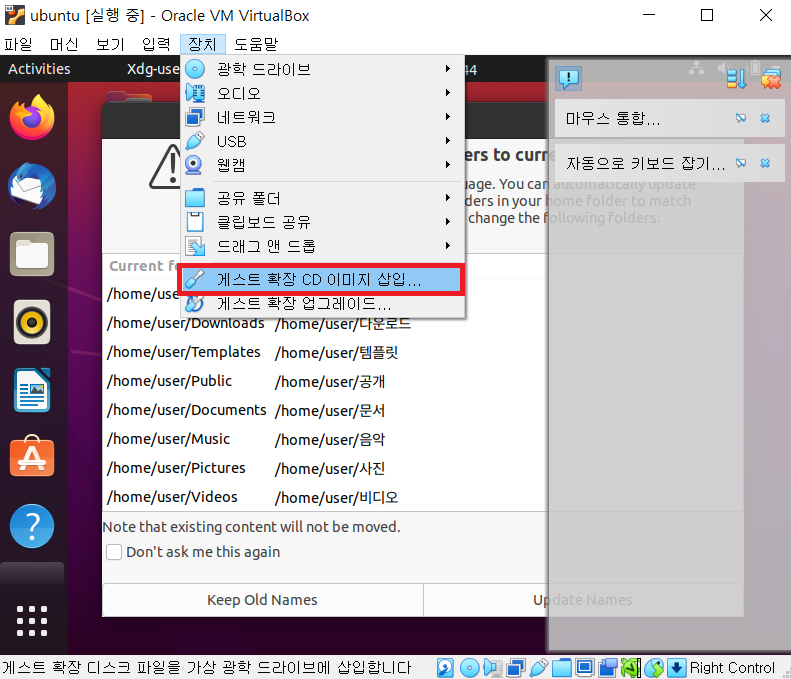 ubuntu [실행 중] - Oracle VM VirtualBox
파일 머신 보기 입력 장치 도움말
Activities Xdg-use 44
광학 드라이브
오디오
네트워크
USB
웹캠
공유 폴더
클립보드 공유
드래그 앤 드롭
게스트 확장 CD 이미지 삽입...
게스트 확장 업그레이드...
마우스 통합...
자동으로 키보드 잡기...
ers to curre
uage. You can automatically update
ders in your home folder to match
change the following folders:
Current fo
/home/use
/home/user/Downloads /home/user/다운로드
/home/user/Templates /home/user/템플릿
/home/user/Public /home/user/공개
/home/user/Documents /home/user/문서
/home/user/Music /home/user/음악
/home/user/Pictures /home/user/사진
/home/user/Videos /home/user/비디오
Note that existing content will not be moved.
Don't ask me this again
Keep Old Names Update Names
게스트 확장 디스크 파일을 가상 광학 드라이브에 삽입합니다 Right Control